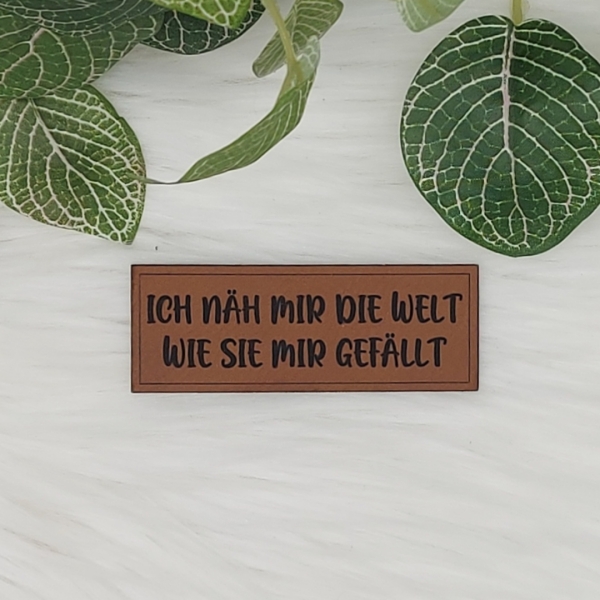 ICH NÄH MIR DIE WELT
WIE SIE MIR GEFÄLLT